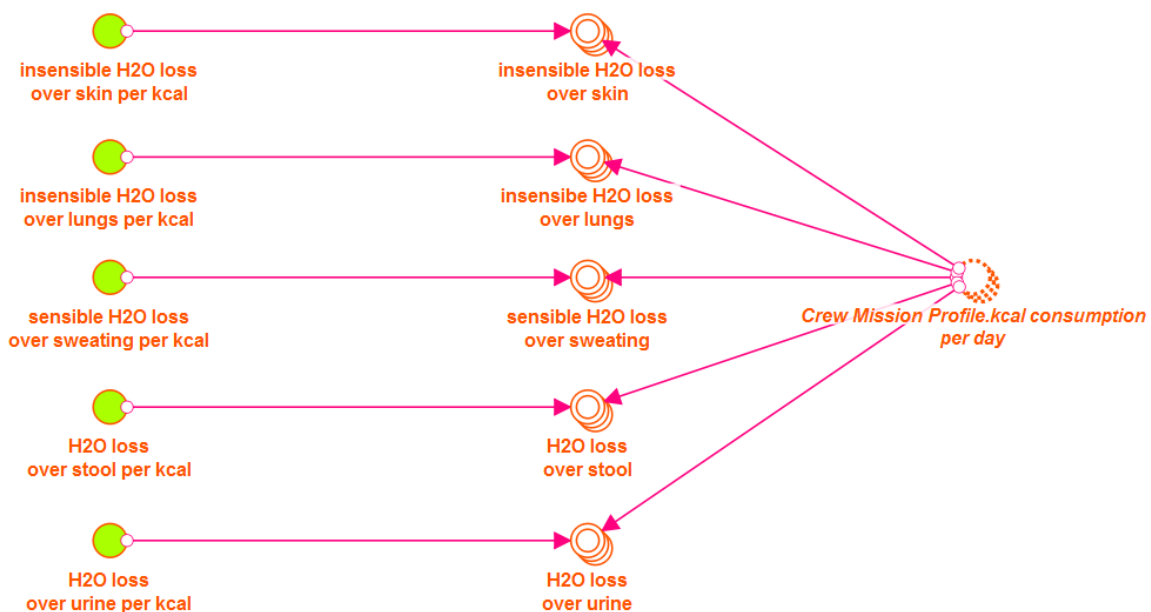 insensible H2O loss
over skin per kcal
insensible H2O loss
over skin
insensible H2O loss
over lungs per kcal
insensibe H2O loss
over lungs
sensible H2O loss
over sweating per kcal
sensible H2O loss
over sweating
Crew Mission Profile.kcal consumption
per day
H2O loss
over stool per kcal
H2O loss
over stool
H2O loss
over urine per kcal
H2O loss
over urine